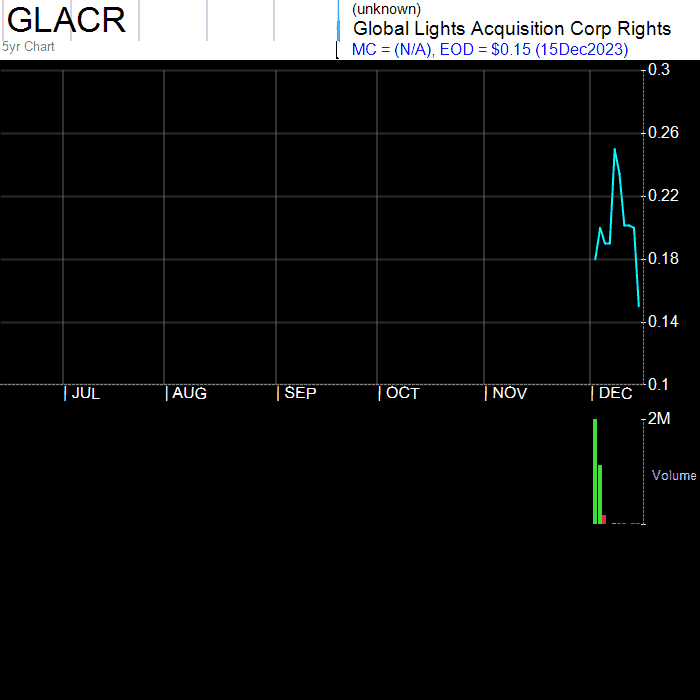 GLACR
5yr Chart
(unknown)
Global Lights Acquisition Corp Rights
MC = (N/A), EOD = $0.15 (15Dec2023)
0.3
0.26
0.22
0.18
0.14
0.1
| JUL | AUG | SEP | OCT | NOV | DEC
2M
Volume